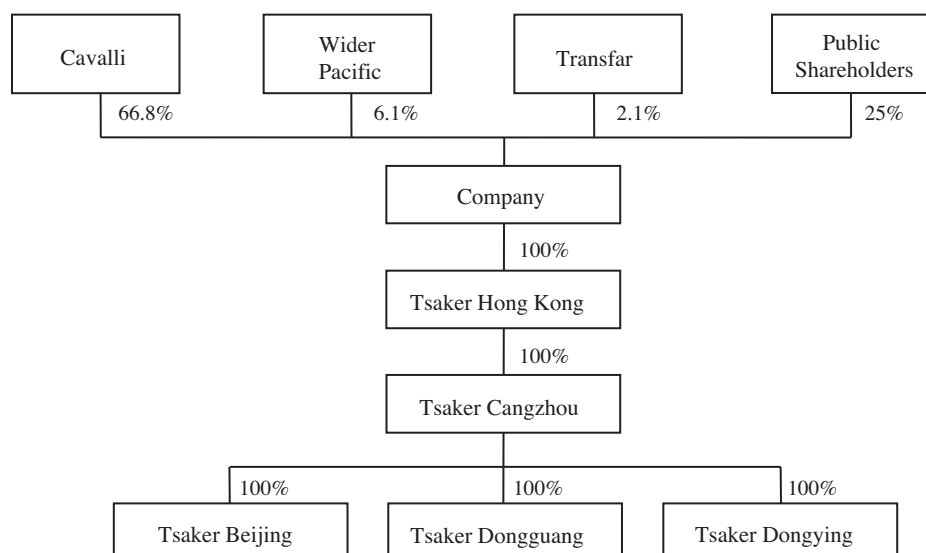 Cavalli
Wider
Pacific
Transfar
Public
Shareholders
66.8%
6.1%
2.1%
25%
Company
100%
Tsaker Hong Kong
100%
Tsaker Cangzhou
100%
100%
100%
Tsaker Beijing
Tsaker Dongguang
Tsaker Dongying